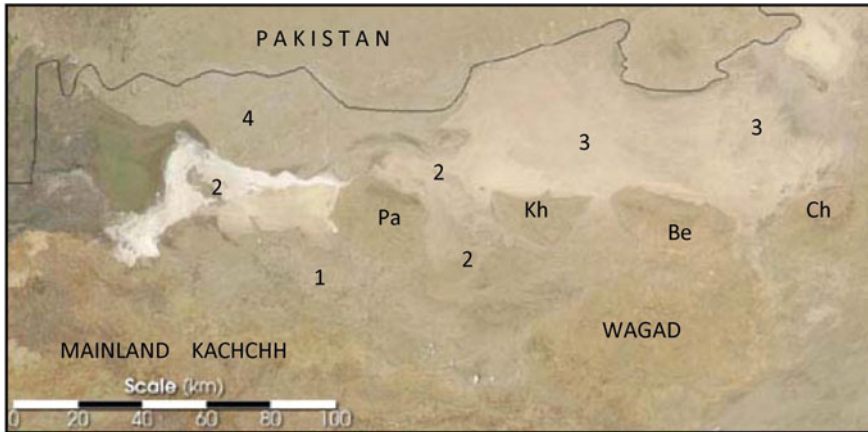 PAKISTAN
4
3
3
2
2
Pa
Kh
Be
Ch
2
1
WAGAD
MAINLAND KACHCHH
Scale (km)
0 20 40 60 80 100